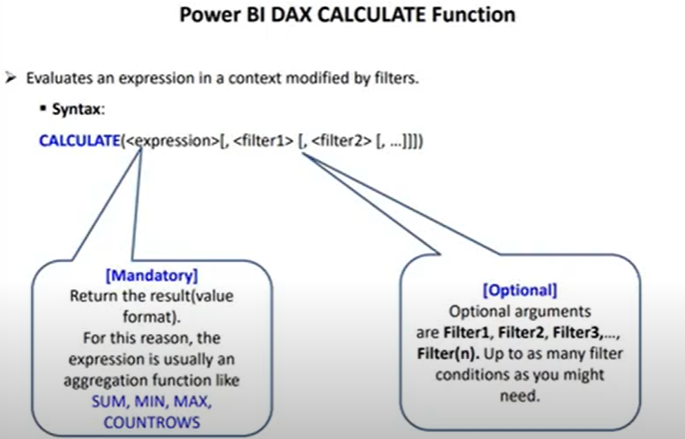 Power BI DAX CALCULATE Function
➢ Evaluates an expression in a context modified by filters.
▪ Syntax:
CALCULATE(<expression>[, <filter1> [, <filter2> [, …]]])
[Mandatory]
Return the result(value
format).
For this reason, the
expression is usually an
aggregation function like
SUM, MIN, MAX,
COUNTROWS
[Optional]
Optional arguments
are Filter1, Filter2, Filter3,...,
Filter(n). Up to as many filter
conditions as you might
need.